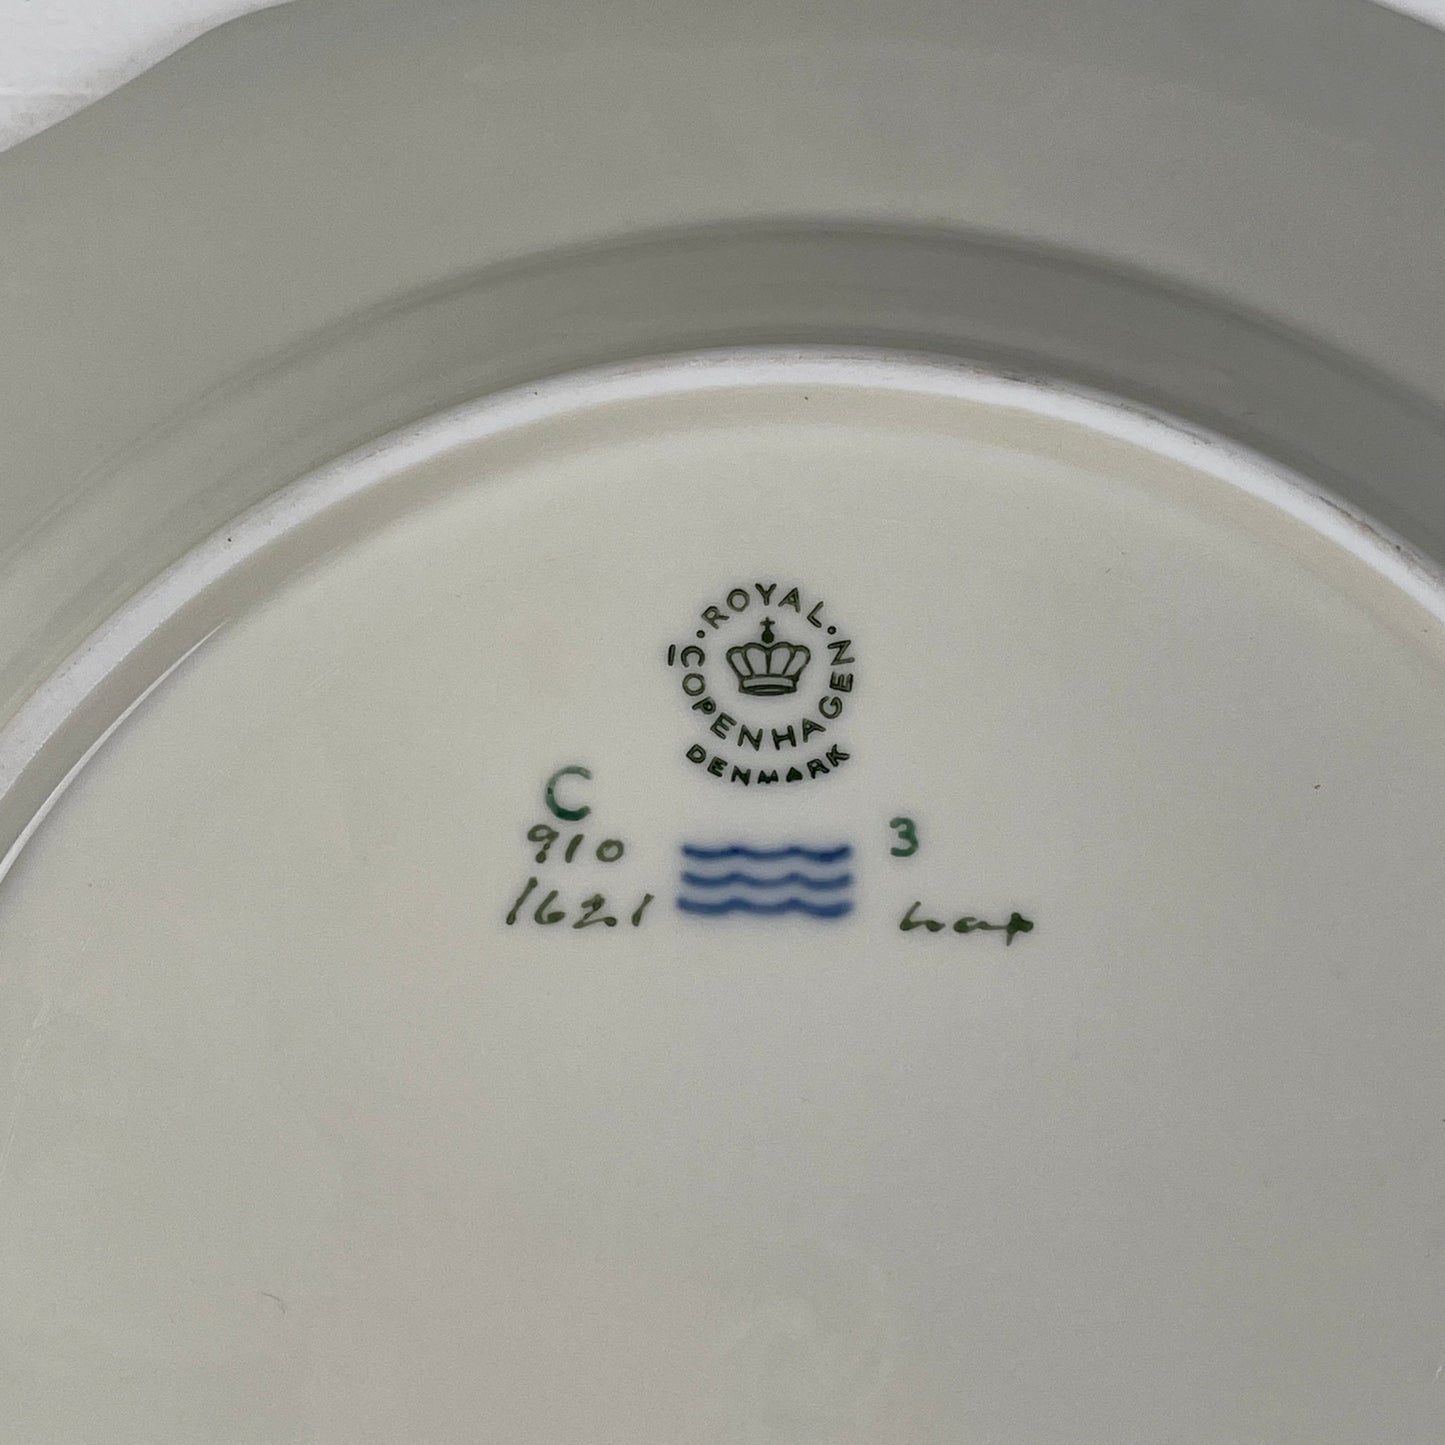 ROYAL
COPENHAGEN
DENMARK
C
910
3
1621